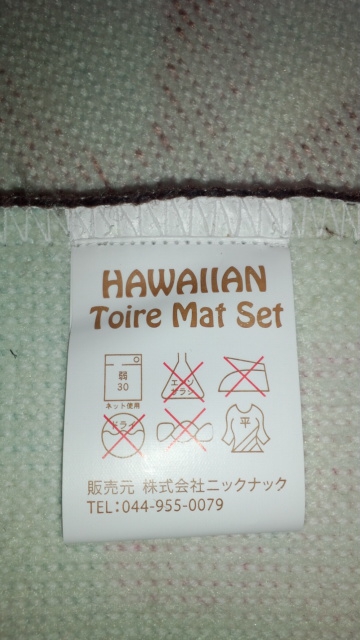 HAWAIIAN
Toire Mat Set
弱
30
エンソ
サラシ
ネット使用
ドライ
平
販売元 株式会社ニックナック
TEL:044-955-0079